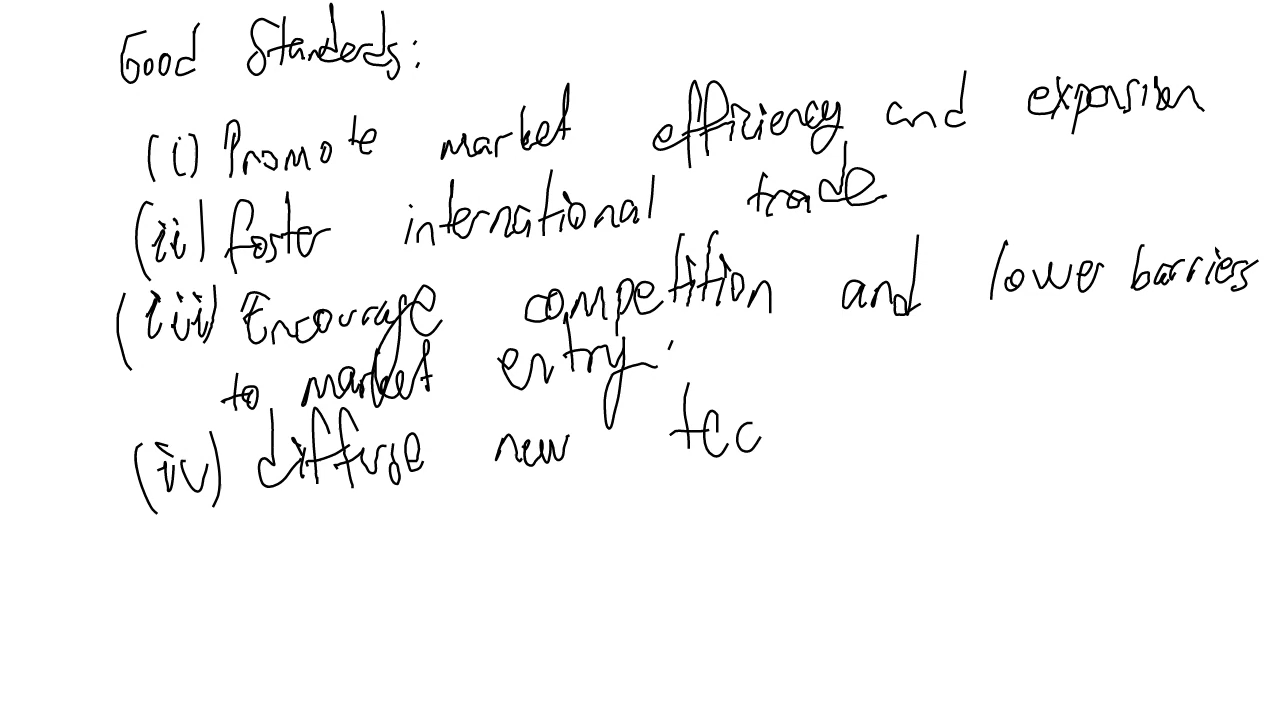 Good Standards:
(i) Promote market efficiency and expansion
(ii) foster international trade
(iii) Encourage competition and lower barriers
to market entry.
(iv) diffuse new tec